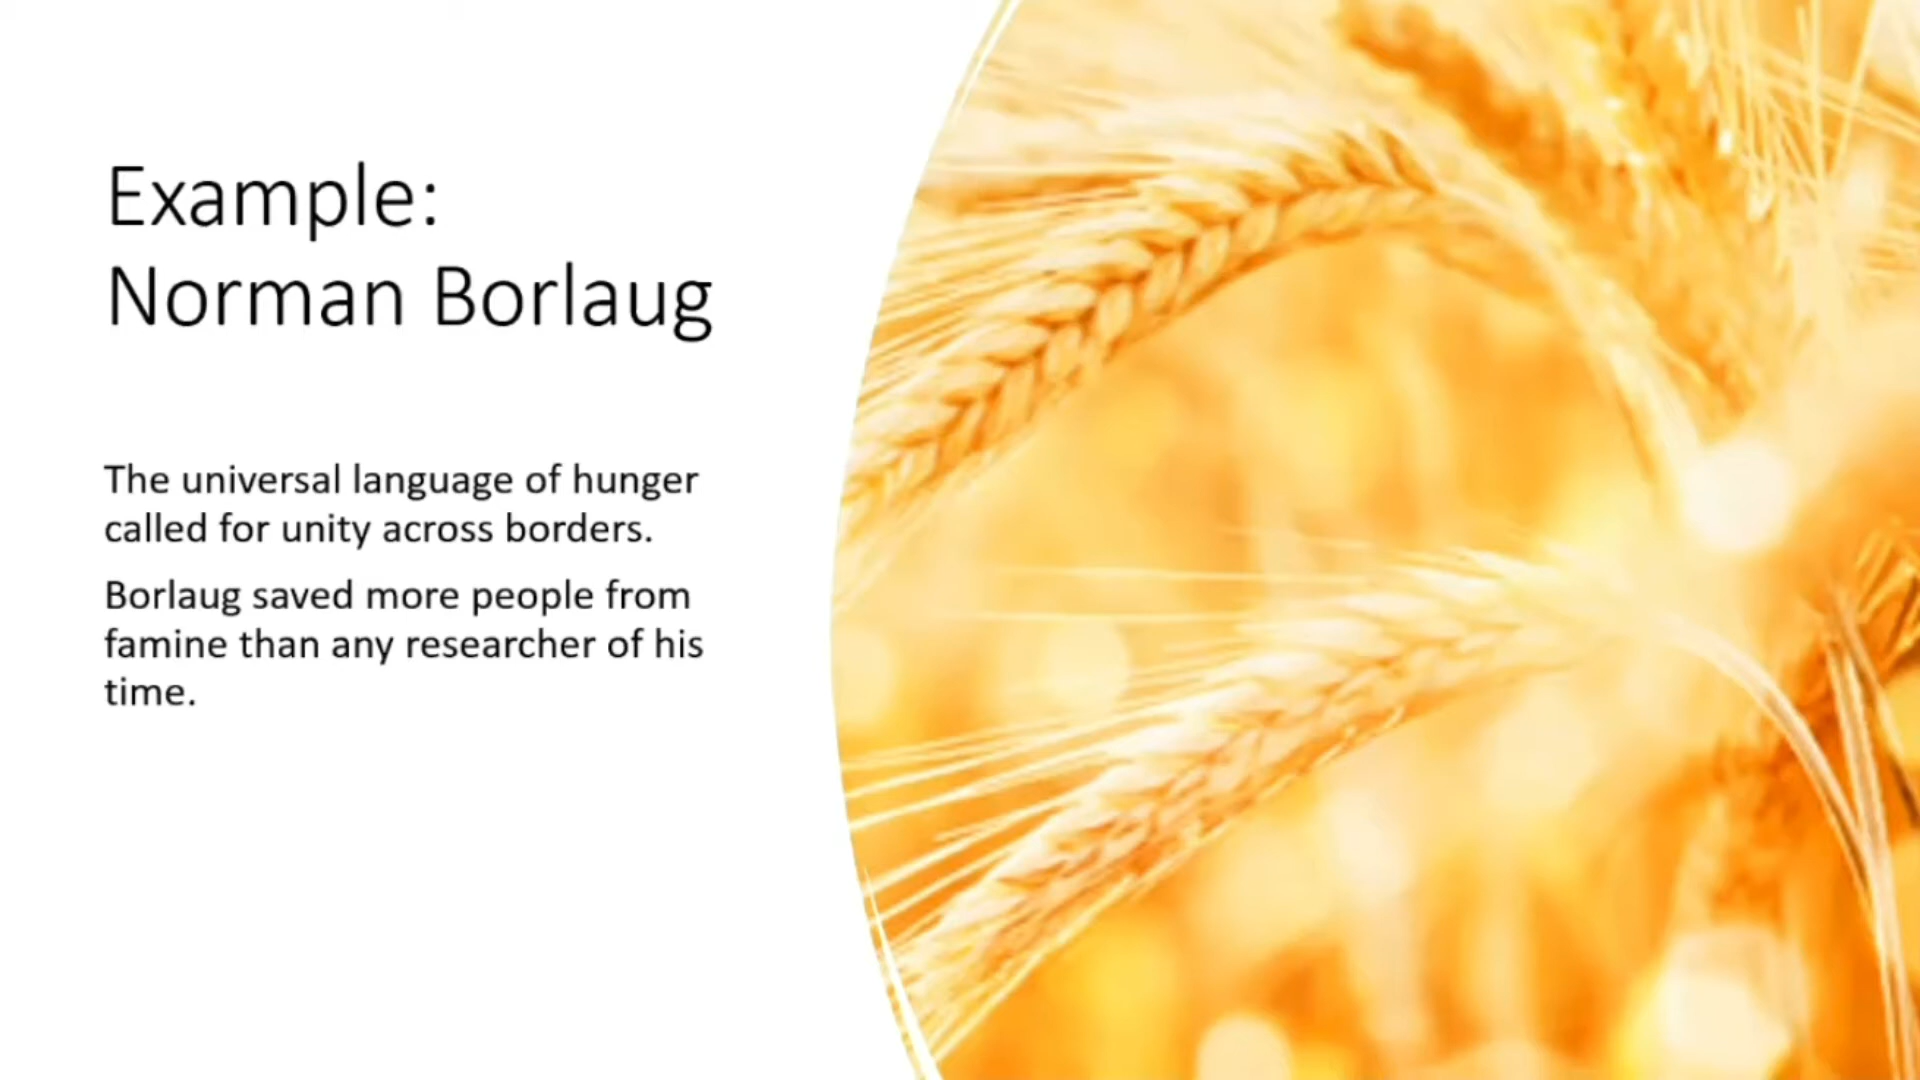 Example:
Norman Borlaug
The universal language of hunger
called for unity across borders.
Borlaug saved more people from
famine than any researcher of his
time.